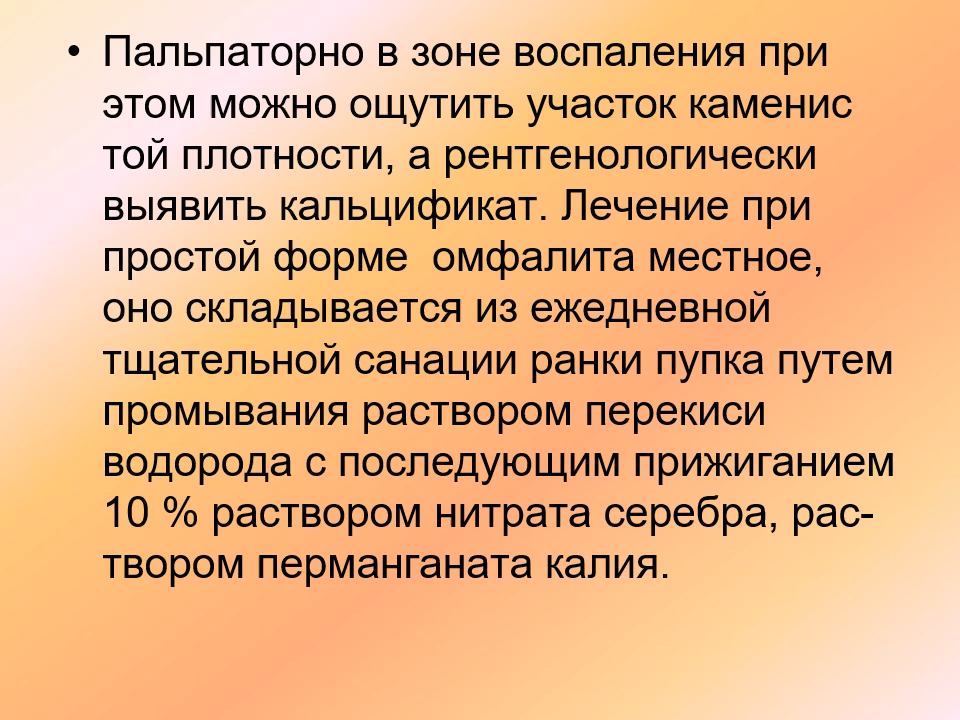 • Пальпаторно в зоне воспаления при
этом можно ощутить участок каменис
той плотности, а рентгенологически
выявить кальцификат. Лечение при
простой форме  омфалита местное,
оно складывается из ежедневной
тщательной санации ранки пупка путем
промывания раствором перекиси
водорода с последующим прижиганием
10 % раствором нитрата серебра, рас-
твором перманганата калия.